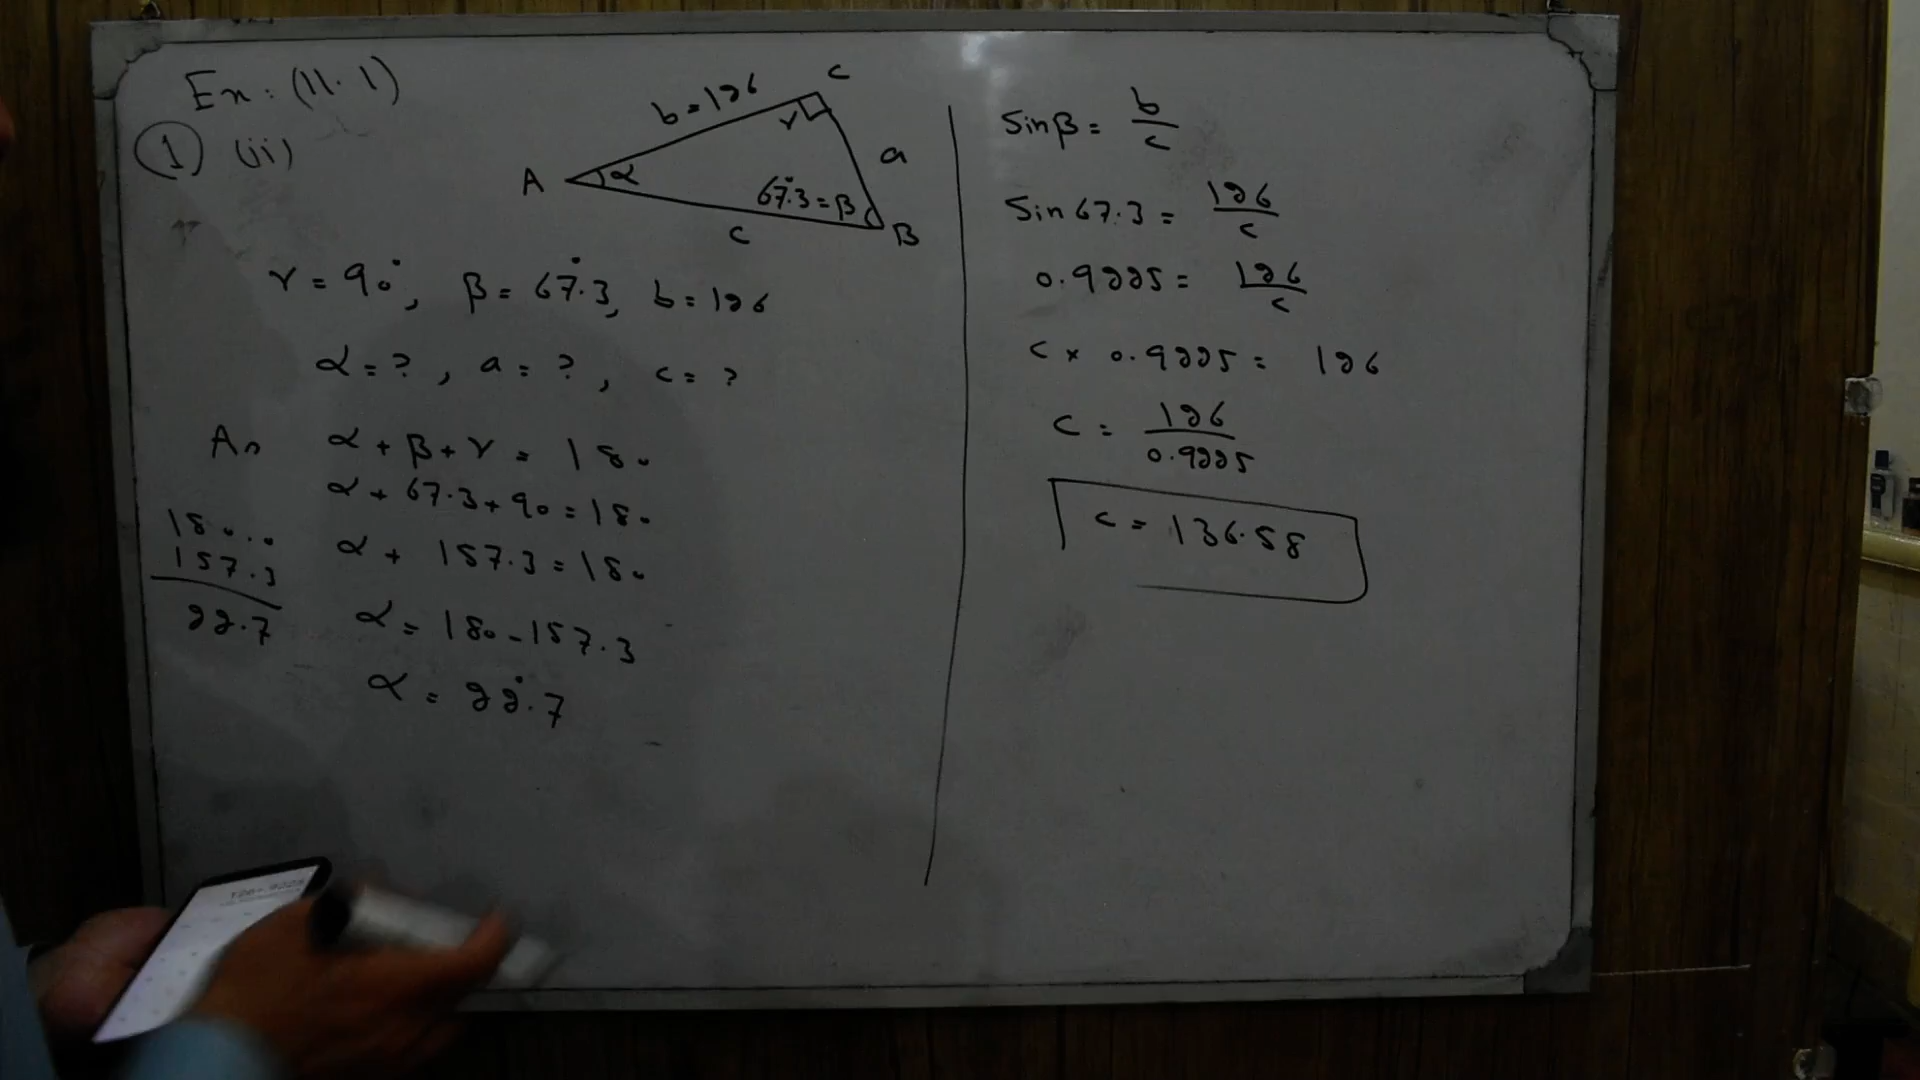 Ex: (11.1)
① (ii)
b = 126
C
γ
a
A
α
67.3° = β
c
B
γ = 90°, β = 67.3°, b = 126
α = ?, a = ?, c = ?
As α + β + γ = 180
α + 67.3 + 90 = 180
α + 157.3 = 180
180.0
157.3
22.7
α = 180 - 157.3
α = 22.7°
Sin β = b/c
Sin 67.3 = 126/c
0.9225 = 126/c
c × 0.9225 = 126
c = 126/0.9225
c = 136.58